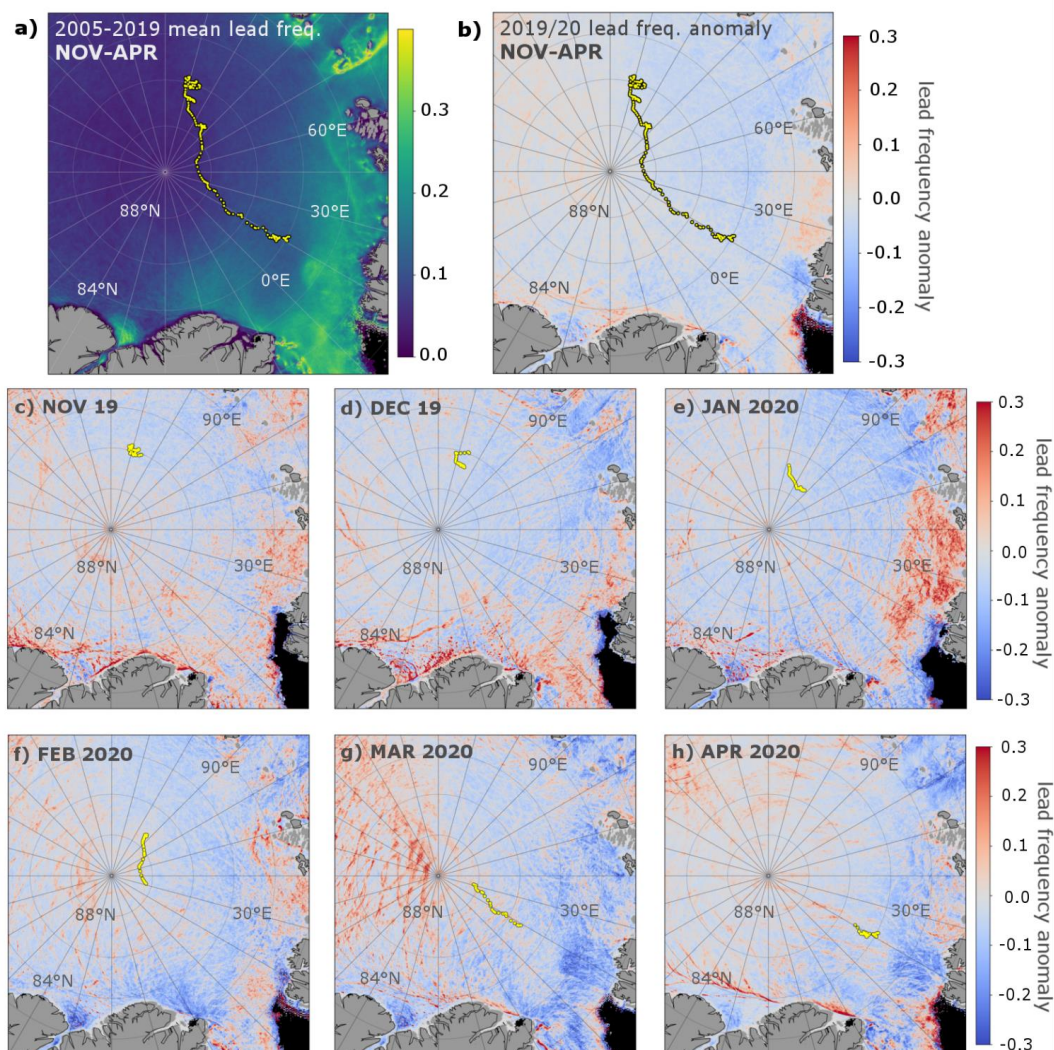 a)
2005-2019 mean lead freq.
NOV-APR
60°E
30°E
88°N
0°E
84°N
0.3
0.2
0.1
0.0
b)
2019/20 lead freq. anomaly
NOV-APR
60°E
30°E
88°N
0°E
84°N
0.3
0.2
0.1
0.0
-0.1
-0.2
-0.3
lead frequency anomaly
c) NOV 19
90°E
88°N
30°E
84°N
d) DEC 19
90°E
88°N
30°E
84°N
e) JAN 2020
90°E
88°N
30°E
84°N
0.3
0.2
0.1
0.0
-0.1
-0.2
-0.3
lead frequency anomaly
f) FEB 2020
90°E
88°N
30°E
84°N
g) MAR 2020
90°E
88°N
30°E
84°N
h) APR 2020
90°E
88°N
30°E
84°N
0.3
0.2
0.1
0.0
-0.1
-0.2
-0.3
lead frequency anomaly